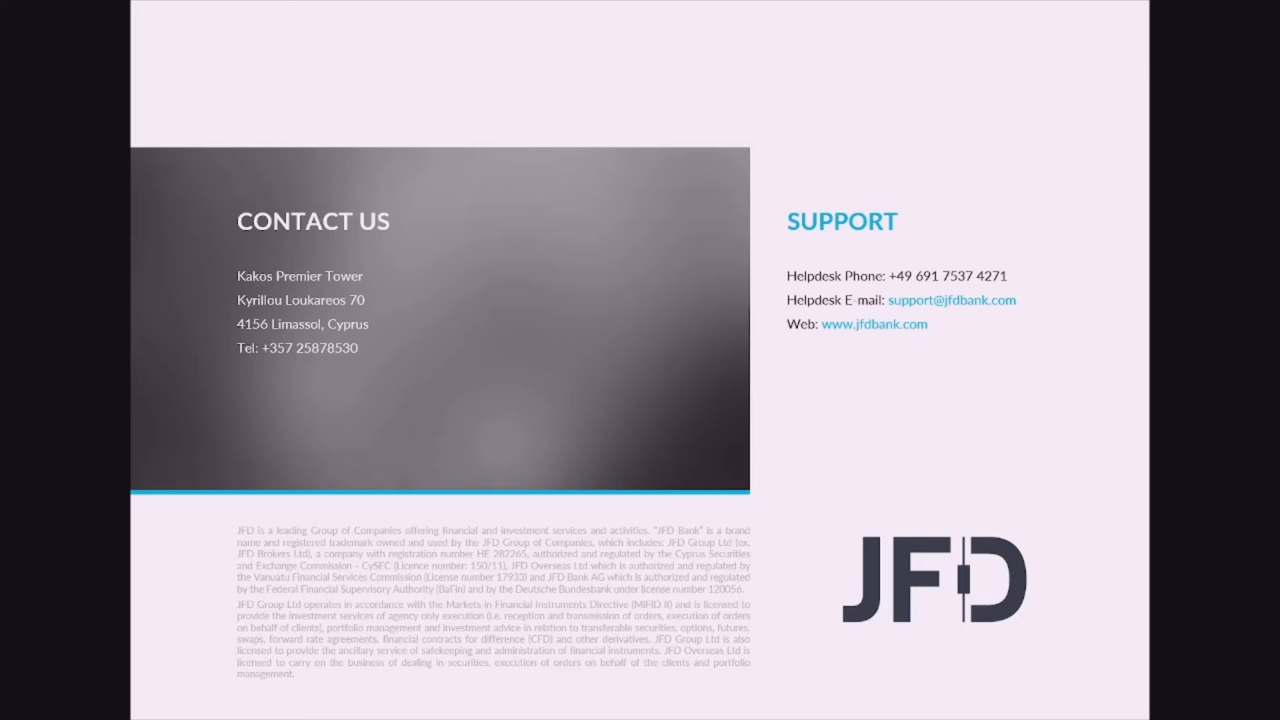 CONTACT US
Kakos Premier Tower
Kyrillou Loukareos 70
4156 Limassol, Cyprus
Tel: +357 25878530
SUPPORT
Helpdesk Phone: +49 691 7537 4271
Helpdesk E-mail: support@jfdbank.com
Web: www.jfdbank.com
JFD is a leading Group of Companies offering financial and investment services and activities. "JFD Bank" is a brand
name and registered trademark owned and used by the JFD Group of Companies, which includes: JFD Group Ltd (ex.
JFD Brokers Ltd), a company with registration number HE 282265, authorized and regulated by the Cyprus Securities
and Exchange Commission - CySEC (Licence number: 150/11), JFD Overseas Ltd which is authorized and regulated by
the Vanuatu Financial Services Commission (License number 17933) and JFD Bank AG which is authorized and regulated
by the Federal Financial Supervisory Authority (BaFin) and by the Deutsche Bundesbank under license number 120056.
JFD Group Ltd operates in accordance with the Markets in Financial Instruments Directive (MiFID II) and is licensed to
provide the investment services of agency only execution (i.e. reception and transmission of orders, execution of orders
on behalf of clients), portfolio management and investment advice in relation to transferable securities, options, futures,
swaps, forward rate agreements, financial contracts for difference (CFD) and other derivatives. JFD Group Ltd is also
licensed to provide the ancillary service of safekeeping and administration of financial instruments. JFD Overseas Ltd is
licensed to carry on the business of dealing in securities, execution of orders on behalf of the clients and portfolio
management.
JFD